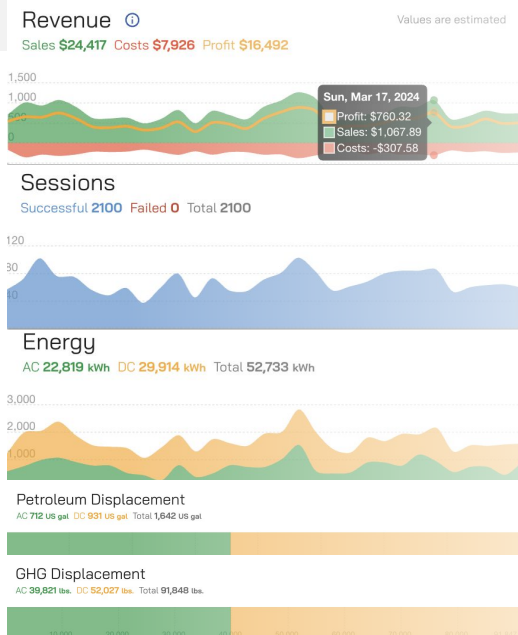 Revenue
Values are estimated
Sales $24,417 Costs $7,926 Profit $16,492
1,500
1,000
500
0
Sun, Mar 17, 2024
Profit: $760.32
Sales: $1,067.89
Costs: -$307.58
Sessions
Successful 2100 Failed 0 Total 2100
120
80
40
Energy
AC 22,819 kWh DC 29,914 kWh Total 52,733 kWh
3,000
2,000
1,000
Petroleum Displacement
AC 712 US gal DC 931 US gal Total 1,642 US gal
GHG Displacement
AC 39,821 lbs. DC 52,027 lbs. Total 91,848 lbs.